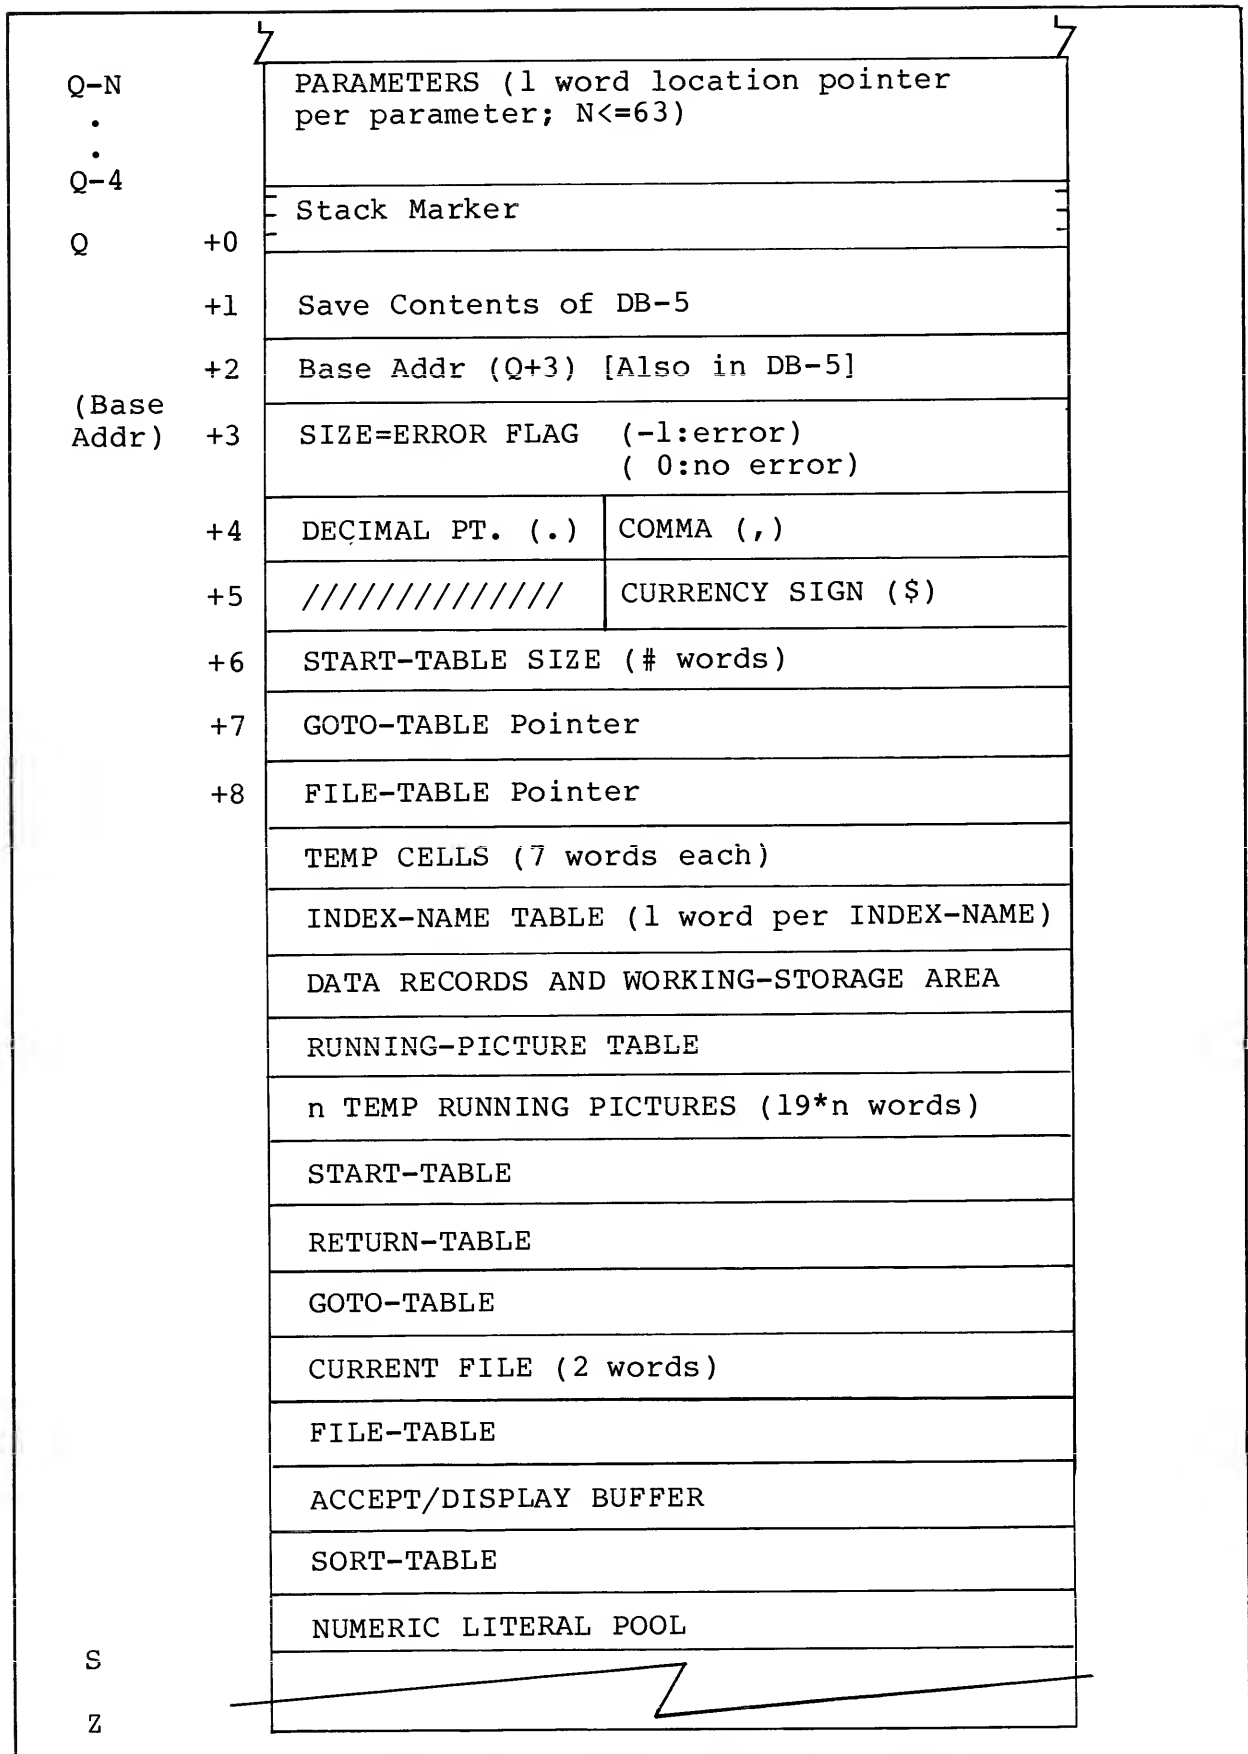 Q-N PARAMETERS (1 word location pointer
. per parameter; N<=63)
.
Q-4
Stack Marker
Q +0
+1 Save Contents of DB-5
+2 Base Addr (Q+3) [Also in DB-5]
(Base
Addr) +3 SIZE=ERROR FLAG (-1:error)
( 0:no error)
+4 DECIMAL PT. (.) COMMA (,)
+5 ////////////// CURRENCY SIGN ($)
+6 START-TABLE SIZE (# words)
+7 GOTO-TABLE Pointer
+8 FILE-TABLE Pointer
TEMP CELLS (7 words each)
INDEX-NAME TABLE (1 word per INDEX-NAME)
DATA RECORDS AND WORKING-STORAGE AREA
RUNNING-PICTURE TABLE
n TEMP RUNNING PICTURES (19*n words)
START-TABLE
RETURN-TABLE
GOTO-TABLE
CURRENT FILE (2 words)
FILE-TABLE
ACCEPT/DISPLAY BUFFER
SORT-TABLE
NUMERIC LITERAL POOL
S
Z